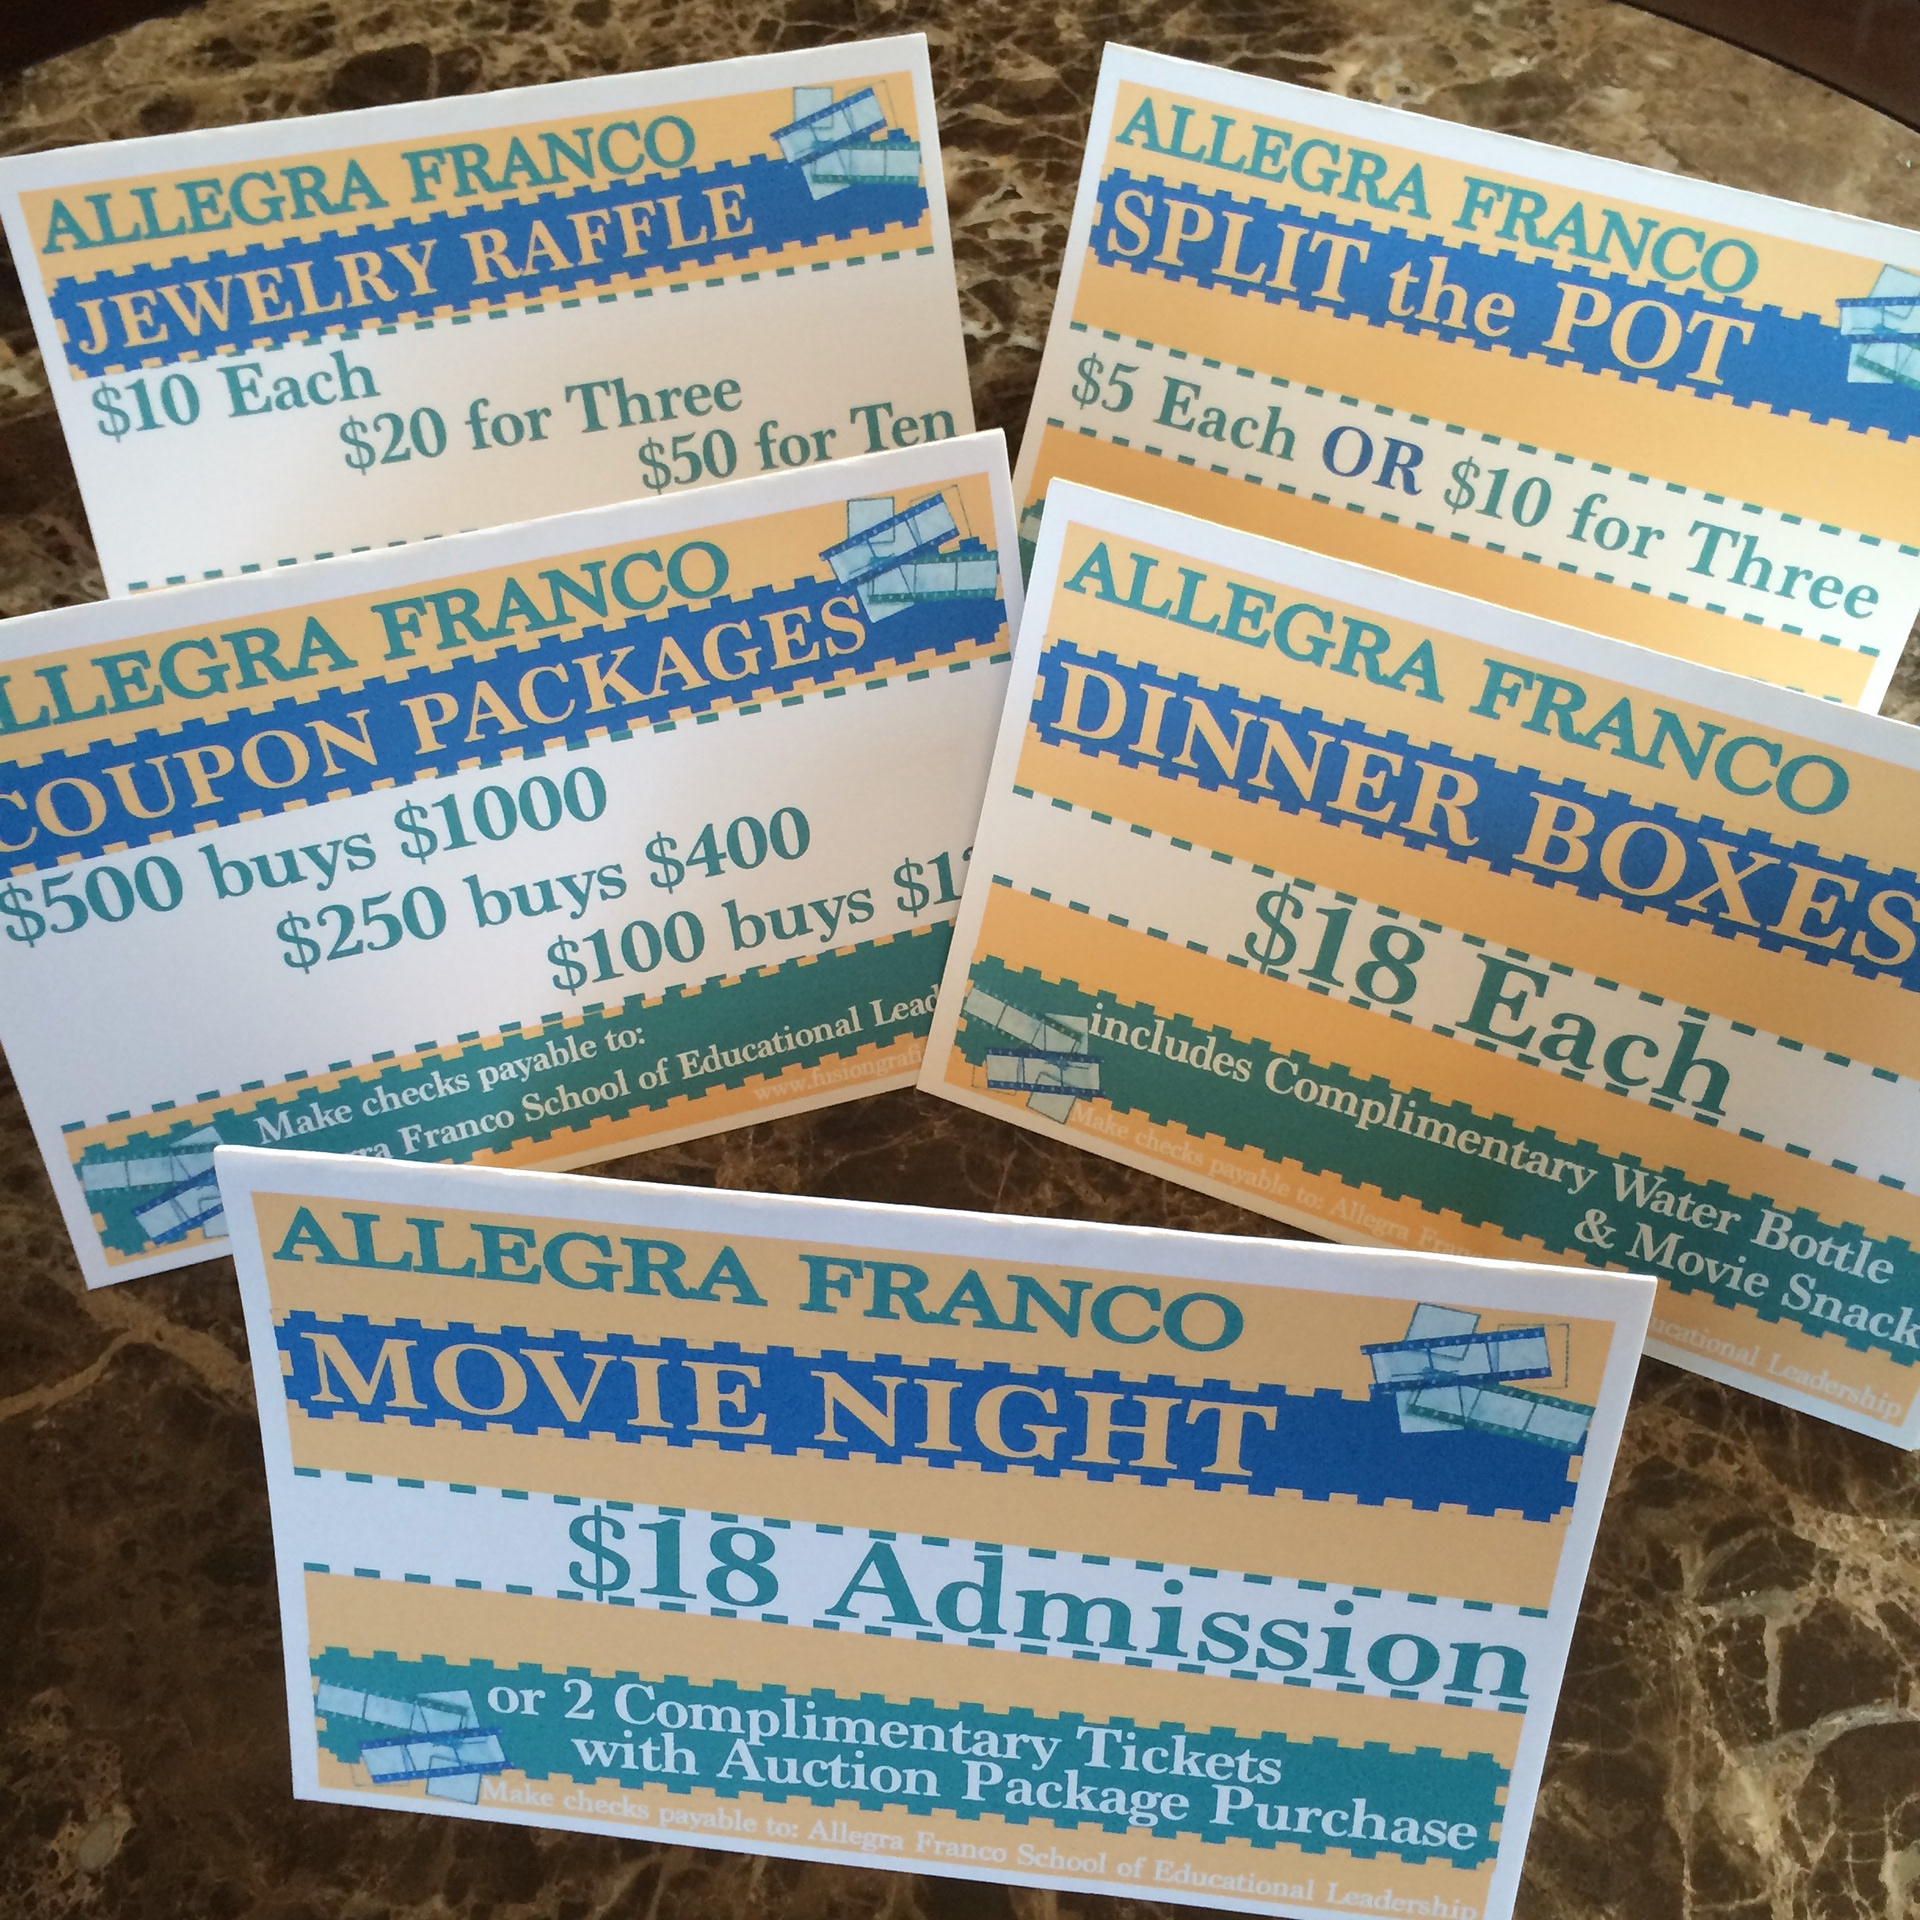 ALLEGRA FRANCO
JEWELRY RAFFLE
$10 Each
$20 for Three
$50 for Ten
ALLEGRA FRANCO
SPLIT the POT
$5 Each OR $10 for Three
LLEGRA FRANCO
COUPON PACKAGES
$500 buys $1000
$250 buys $400
$100 buys
Make checks payable to:
Franco School of Educational
ALLEGRA FRANCO
DINNER BOXES
$18 Each
includes Complimentary Water Bottle
& Movie Snack
Make checks payable to: Allegra
Leadership
ALLEGRA FRANCO
MOVIE NIGHT
$18 Admission
or 2 Complimentary Tickets
with Auction Package Purchase
Make checks payable to: Allegra Franco School of Educational Leadership